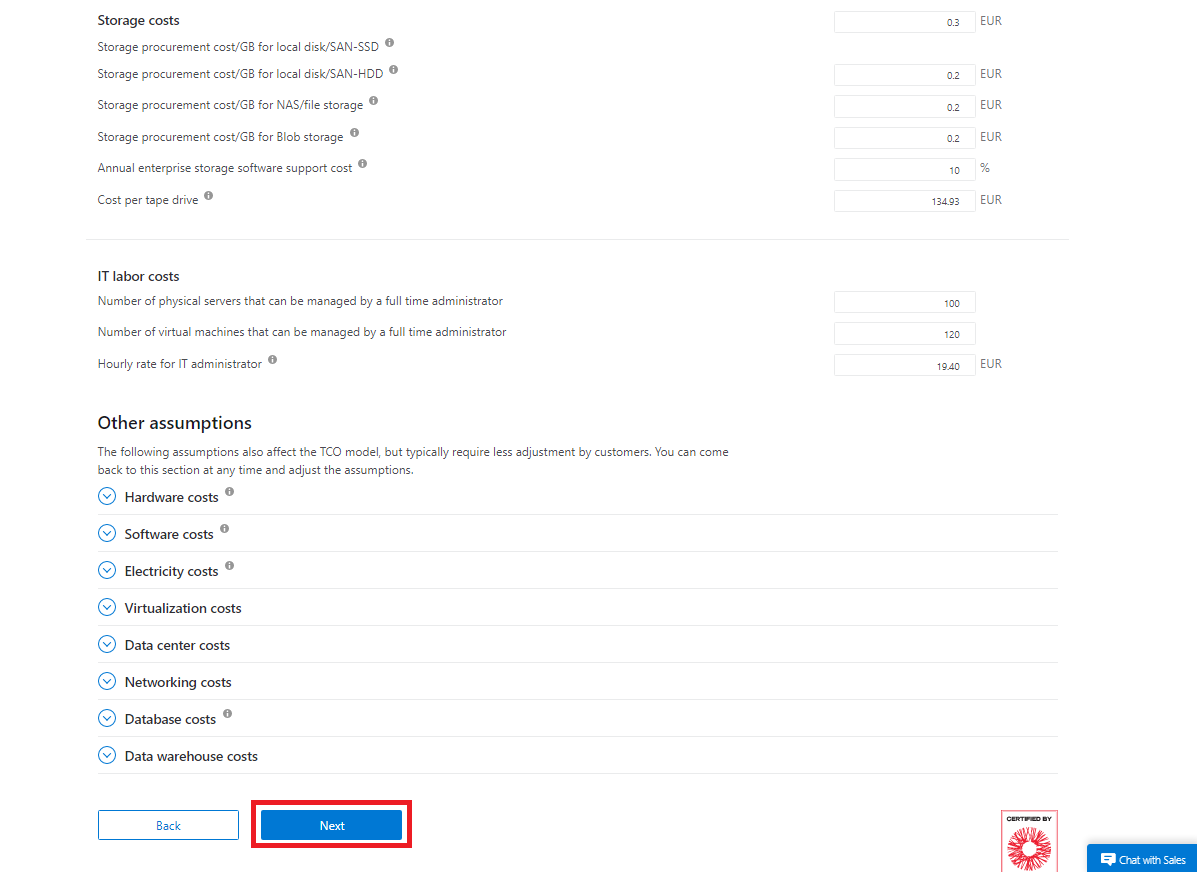 Storage costs
0.3 EUR
Storage procurement cost/GB for local disk/SAN-SSD
Storage procurement cost/GB for local disk/SAN-HDD 0.2 EUR
Storage procurement cost/GB for NAS/file storage 0.2 EUR
Storage procurement cost/GB for Blob storage 0.2 EUR
Annual enterprise storage software support cost 10 %
Cost per tape drive 134.93 EUR
IT labor costs
Number of physical servers that can be managed by a full time administrator 100
Number of virtual machines that can be managed by a full time administrator 120
Hourly rate for IT administrator 19.40 EUR
Other assumptions
The following assumptions also affect the TCO model, but typically require less adjustment by customers. You can come
back to this section at any time and adjust the assumptions.
Hardware costs
Software costs
Electricity costs
Virtualization costs
Data center costs
Networking costs
Database costs
Data warehouse costs
Back Next
CERTIFIED BY
Chat with Sales